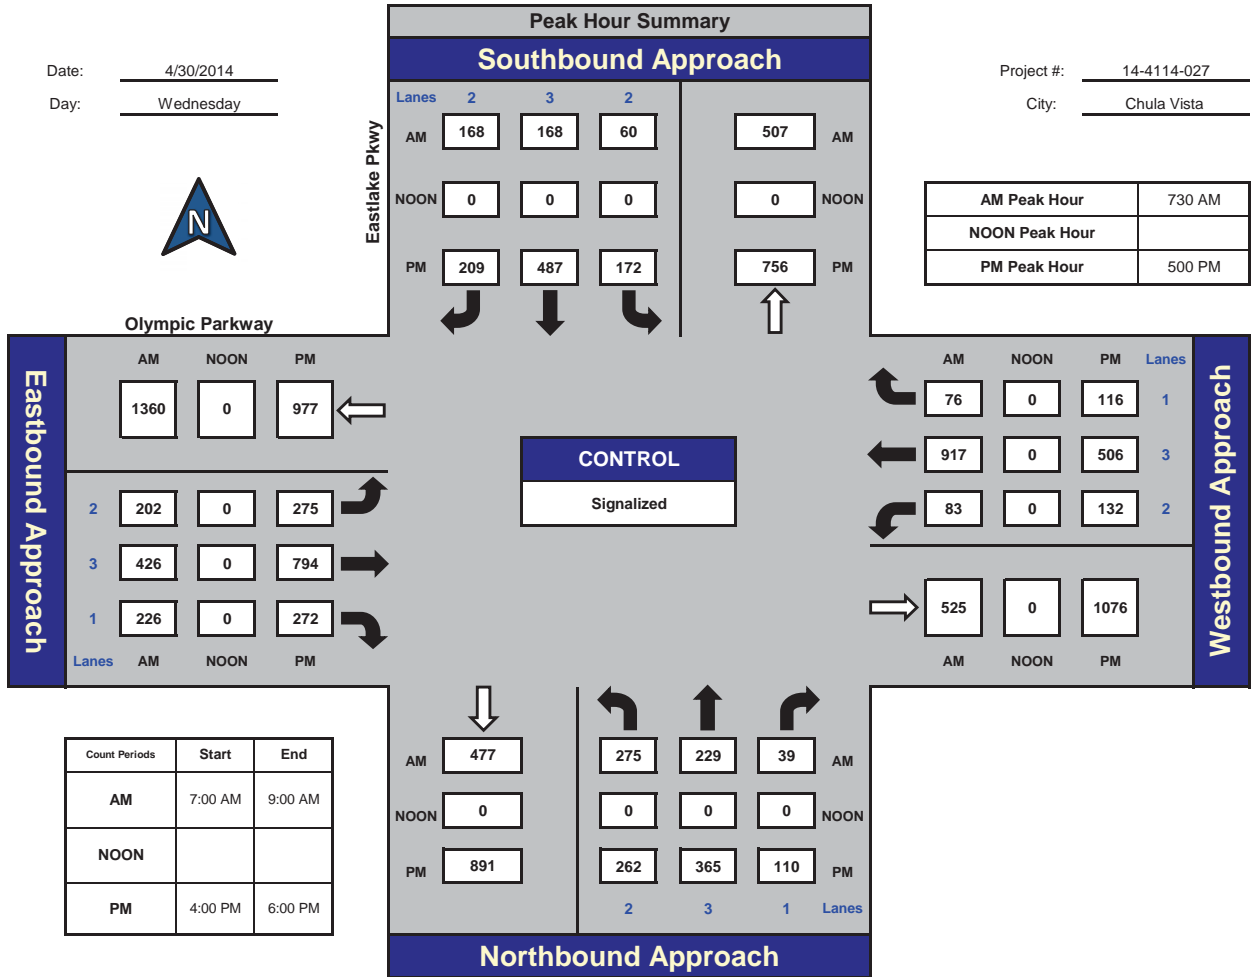 Peak Hour Summary
Southbound Approach
Date: 4/30/2014
Day: Wednesday
Project #: 14-4114-027
City: Chula Vista
N
Eastlake Pkwy
Lanes 2 3 2
AM 168 168 60 507 AM
NOON 0 0 0 0 NOON
PM 209 487 172 756 PM
AM Peak Hour 730 AM
NOON Peak Hour
PM Peak Hour 500 PM
Olympic Parkway
Eastbound Approach
AM NOON PM
1360 0 977
2 202 0 275
3 426 0 794
1 226 0 272
Lanes AM NOON PM
CONTROL
Signalized
AM NOON PM Lanes
76 0 116 1
917 0 506 3
83 0 132 2
525 0 1076
AM NOON PM
Westbound Approach
Count Periods Start End
AM 7:00 AM 9:00 AM
NOON
PM 4:00 PM 6:00 PM
AM 477 275 229 39 AM
NOON 0 0 0 0 NOON
PM 891 262 365 110 PM
2 3 1 Lanes
Northbound Approach